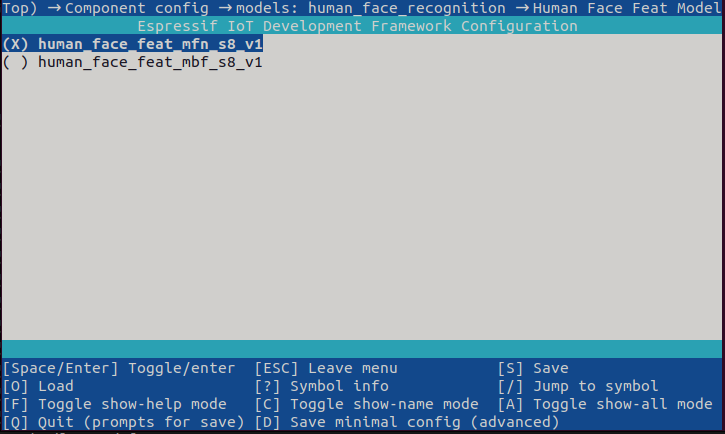 Top) →Component config →models: human_face_recognition →Human Face Feat Model
Espressif IoT Development Framework Configuration
(X) human_face_feat_mfn_s8_v1
( ) human_face_feat_mbf_s8_v1
[Space/Enter] Toggle/enter [ESC] Leave menu [S] Save
[O] Load [?] Symbol info [/] Jump to symbol
[F] Toggle show-help mode [C] Toggle show-name mode [A] Toggle show-all mode
[Q] Quit (prompts for save) [D] Save minimal config (advanced)